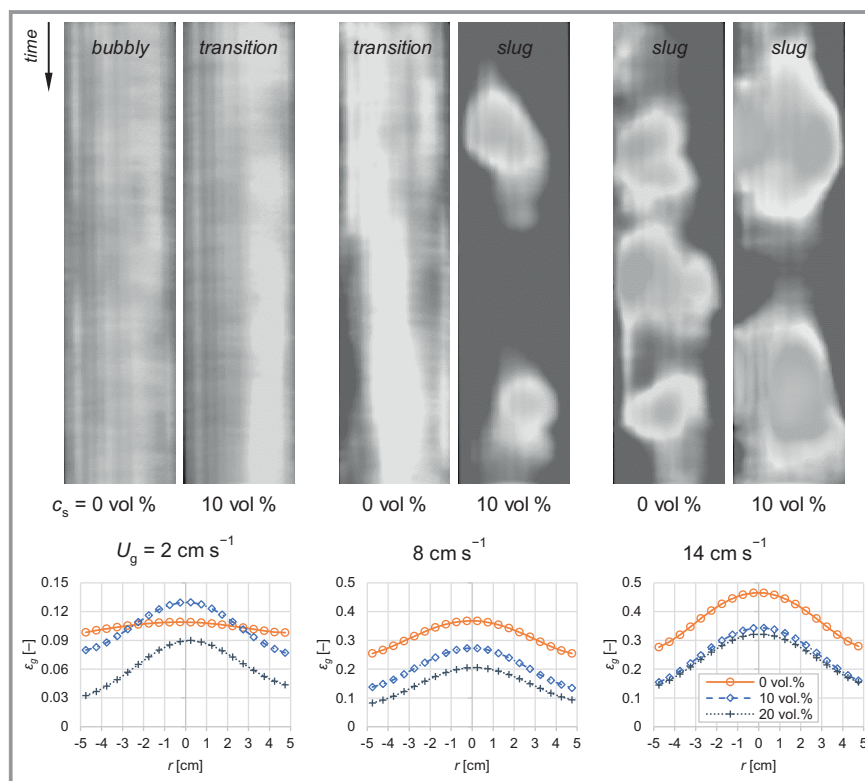 time
bubbly transition transition slug slug slug
cs = 0 vol % 10 vol % 0 vol % 10 vol % 0 vol % 10 vol %
Ug = 2 cm s−1 8 cm s−1 14 cm s−1
εg [–]
0.15
0.12
0.09
0.06
0.03
0
-5 -4 -3 -2 -1 0 1 2 3 4 5
r [cm]
εg [–]
0.5
0.4
0.3
0.2
0.1
0
-5 -4 -3 -2 -1 0 1 2 3 4 5
r [cm]
εg [–]
0.5
0.4
0.3
0.2
0.1
0
0 vol.%
10 vol.%
20 vol.%
-5 -4 -3 -2 -1 0 1 2 3 4 5
r [cm]